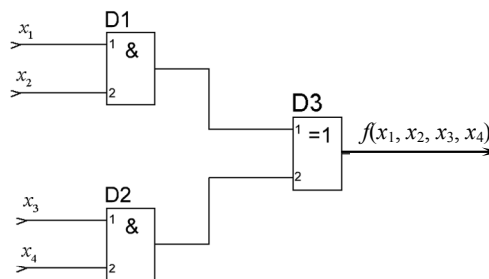 D1
x₁ 1 &
x₂ 2
D3
1 =1 f(x₁, x₂, x₃, x₄)
2
D2
x₃ 1 &
x₄ 2